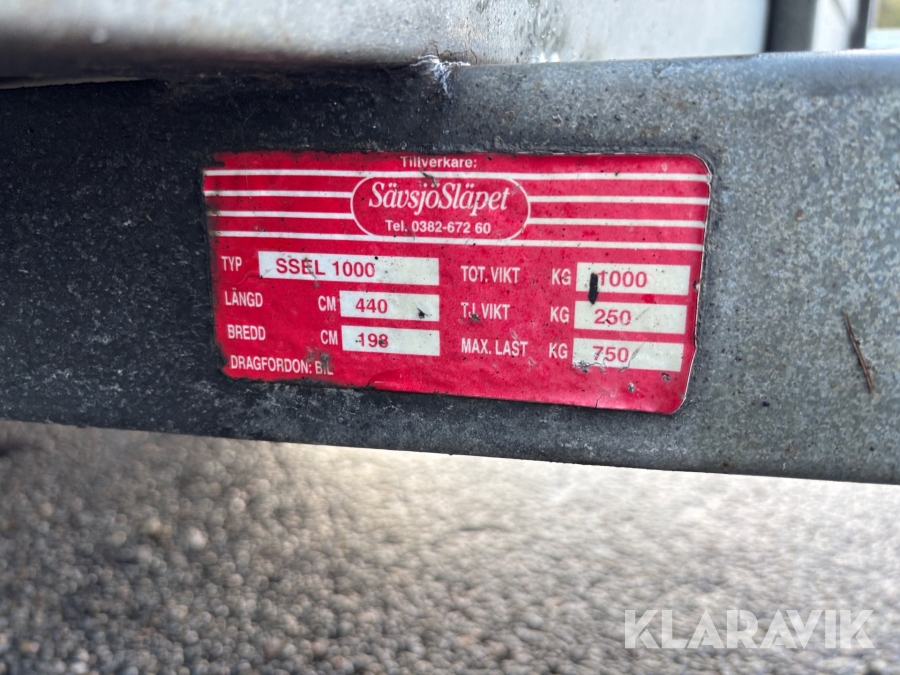 Tillverkare:
SävsjöSläpet
Tel. 0382-672 60
TYP SSEL 1000 TOT. VIKT KG 1000
LÄNGD CM 440 TJ. VIKT KG 250
BREDD CM 198 MAX. LAST KG 750
DRAGFORDON: BIL
KLARAVIK